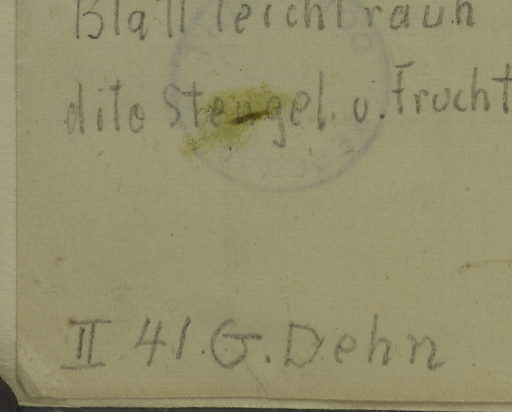 Blatt leicht rauh
dito Stengel u. Frucht
II 41. G. Dehn